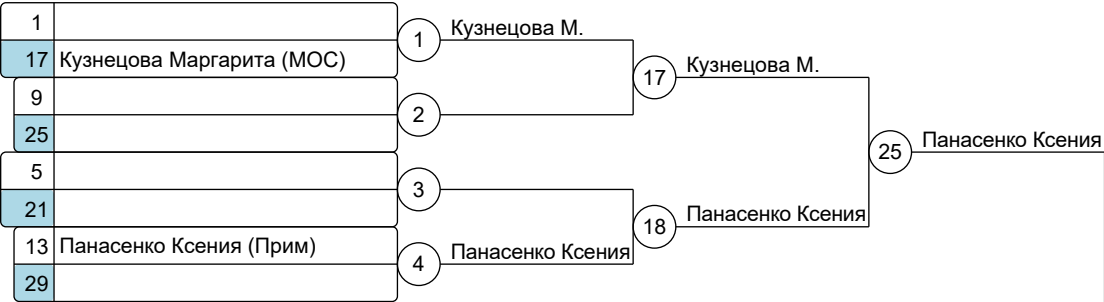 1
1 Кузнецова М.
17 Кузнецова Маргарита (МОС)
17 Кузнецова М.
9
2
25
25 Панасенко Ксения
5
3
21
18 Панасенко Ксения
13 Панасенко Ксения (Прим)
4 Панасенко Ксения
29